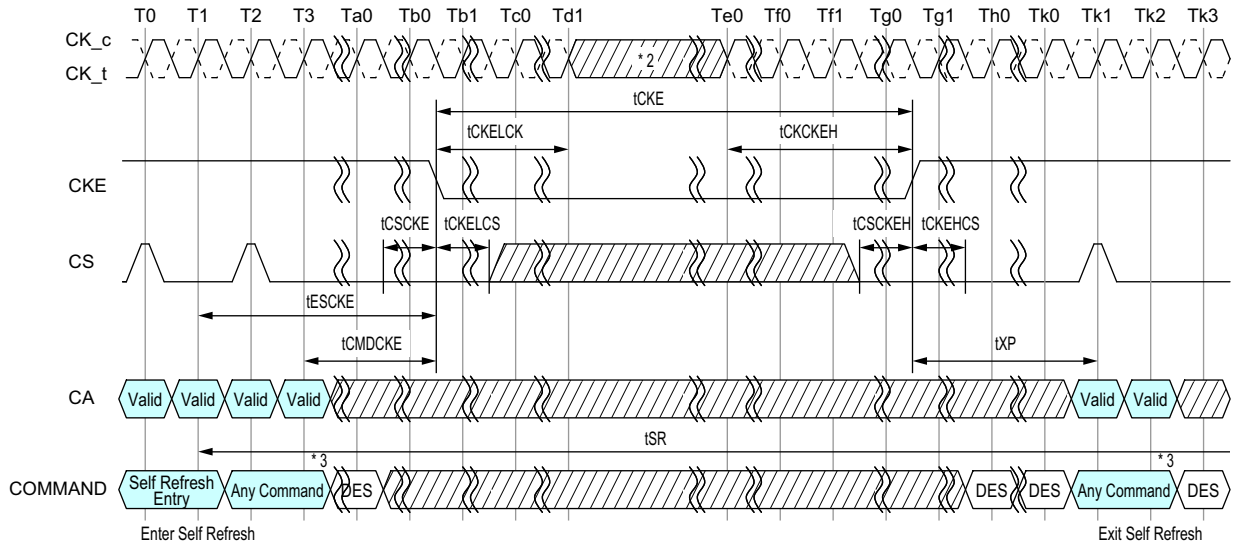 T0 T1 T2 T3 Ta0 Tb0 Tb1 Tc0 Td1 Te0 Tf0 Tf1 Tg0 Tg1 Th0 Tk0 Tk1 Tk2 Tk3
CK_c
CK_t
* 2
tCKE
tCKELCK tCKCKEH
CKE
tCSCKE tCKELCS tCSCKEH tCKEHCS
CS
tESCKE
tCMDCKE tXP
CA Valid Valid Valid Valid Valid Valid
tSR
* 3 * 3
COMMAND Self Refresh Entry Any Command DES DES DES Any Command DES
Enter Self Refresh Exit Self Refresh